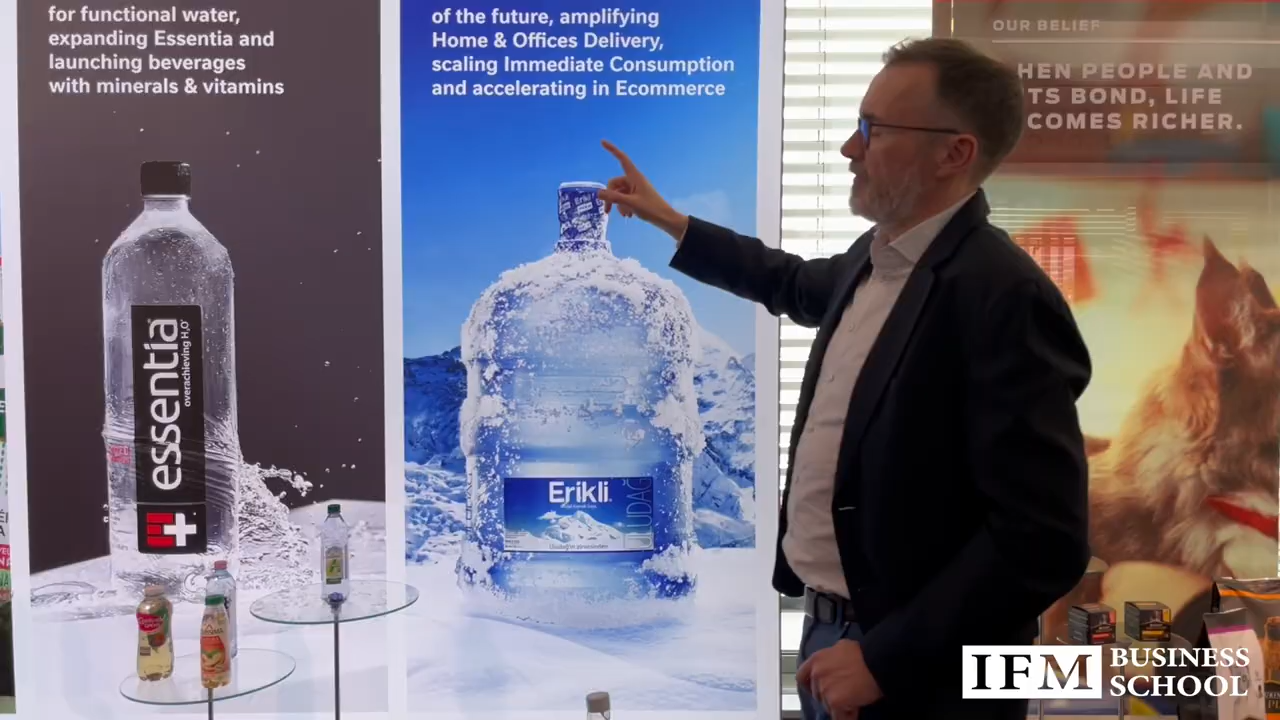 for functional water,
expanding Essentia and
launching beverages
with minerals & vitamins
essentia
overachieving H₂O
of the future, amplifying
Home & Offices Delivery,
scaling Immediate Consumption
and accelerating in Ecommerce
Erikli
Erikli
ULUDAĞ
OUR BELIEF
HEN PEOPLE AND
TS BOND, LIFE
COMES RICHER.
IFM BUSINESS
SCHOOL